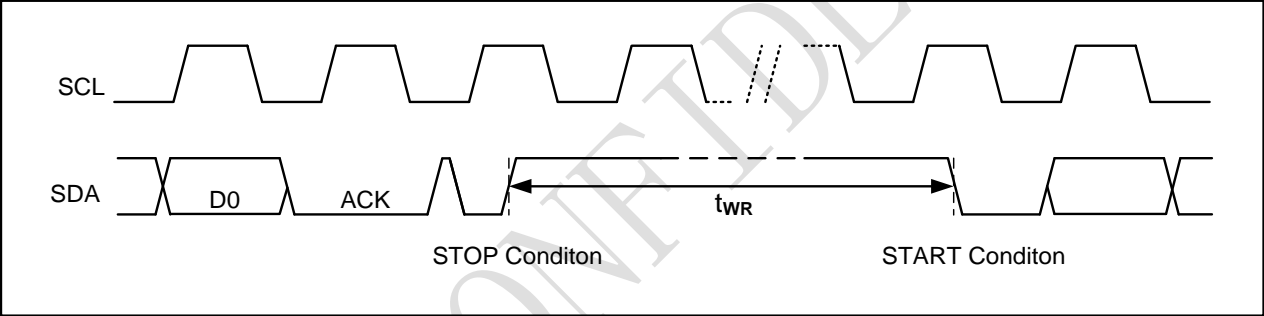 SCL
SDA
D0
ACK
tWR
STOP Conditon
START Conditon